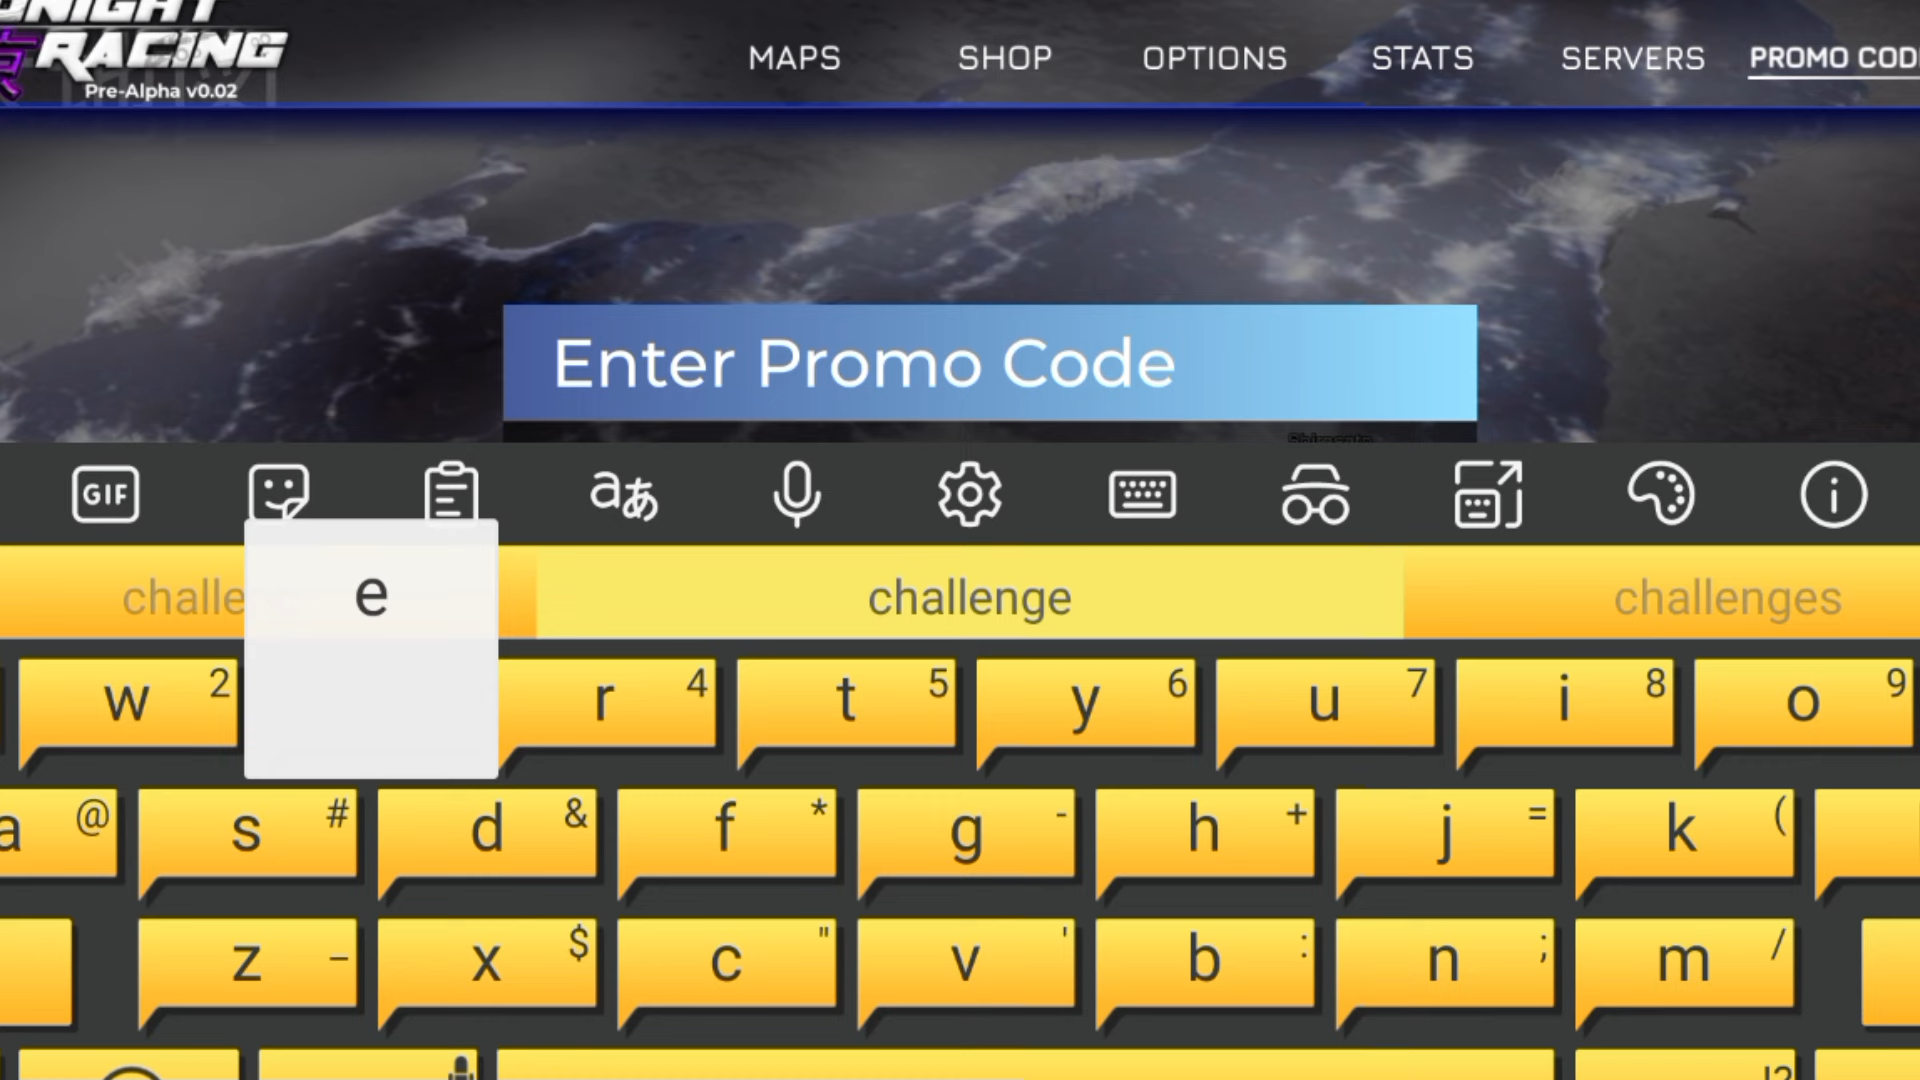 RACING
Pre-Alpha v0.02
MAPS SHOP OPTIONS STATS SERVERS PROMO COD
Enter Promo Code
GIF aあ
challe e challenge challenges
w 2 r 4 t 5 y 6 u 7 i 8 o 9
a @ s # d & f * g - h + j = k (
z _ x $ c " v ' b : n ; m /
!?